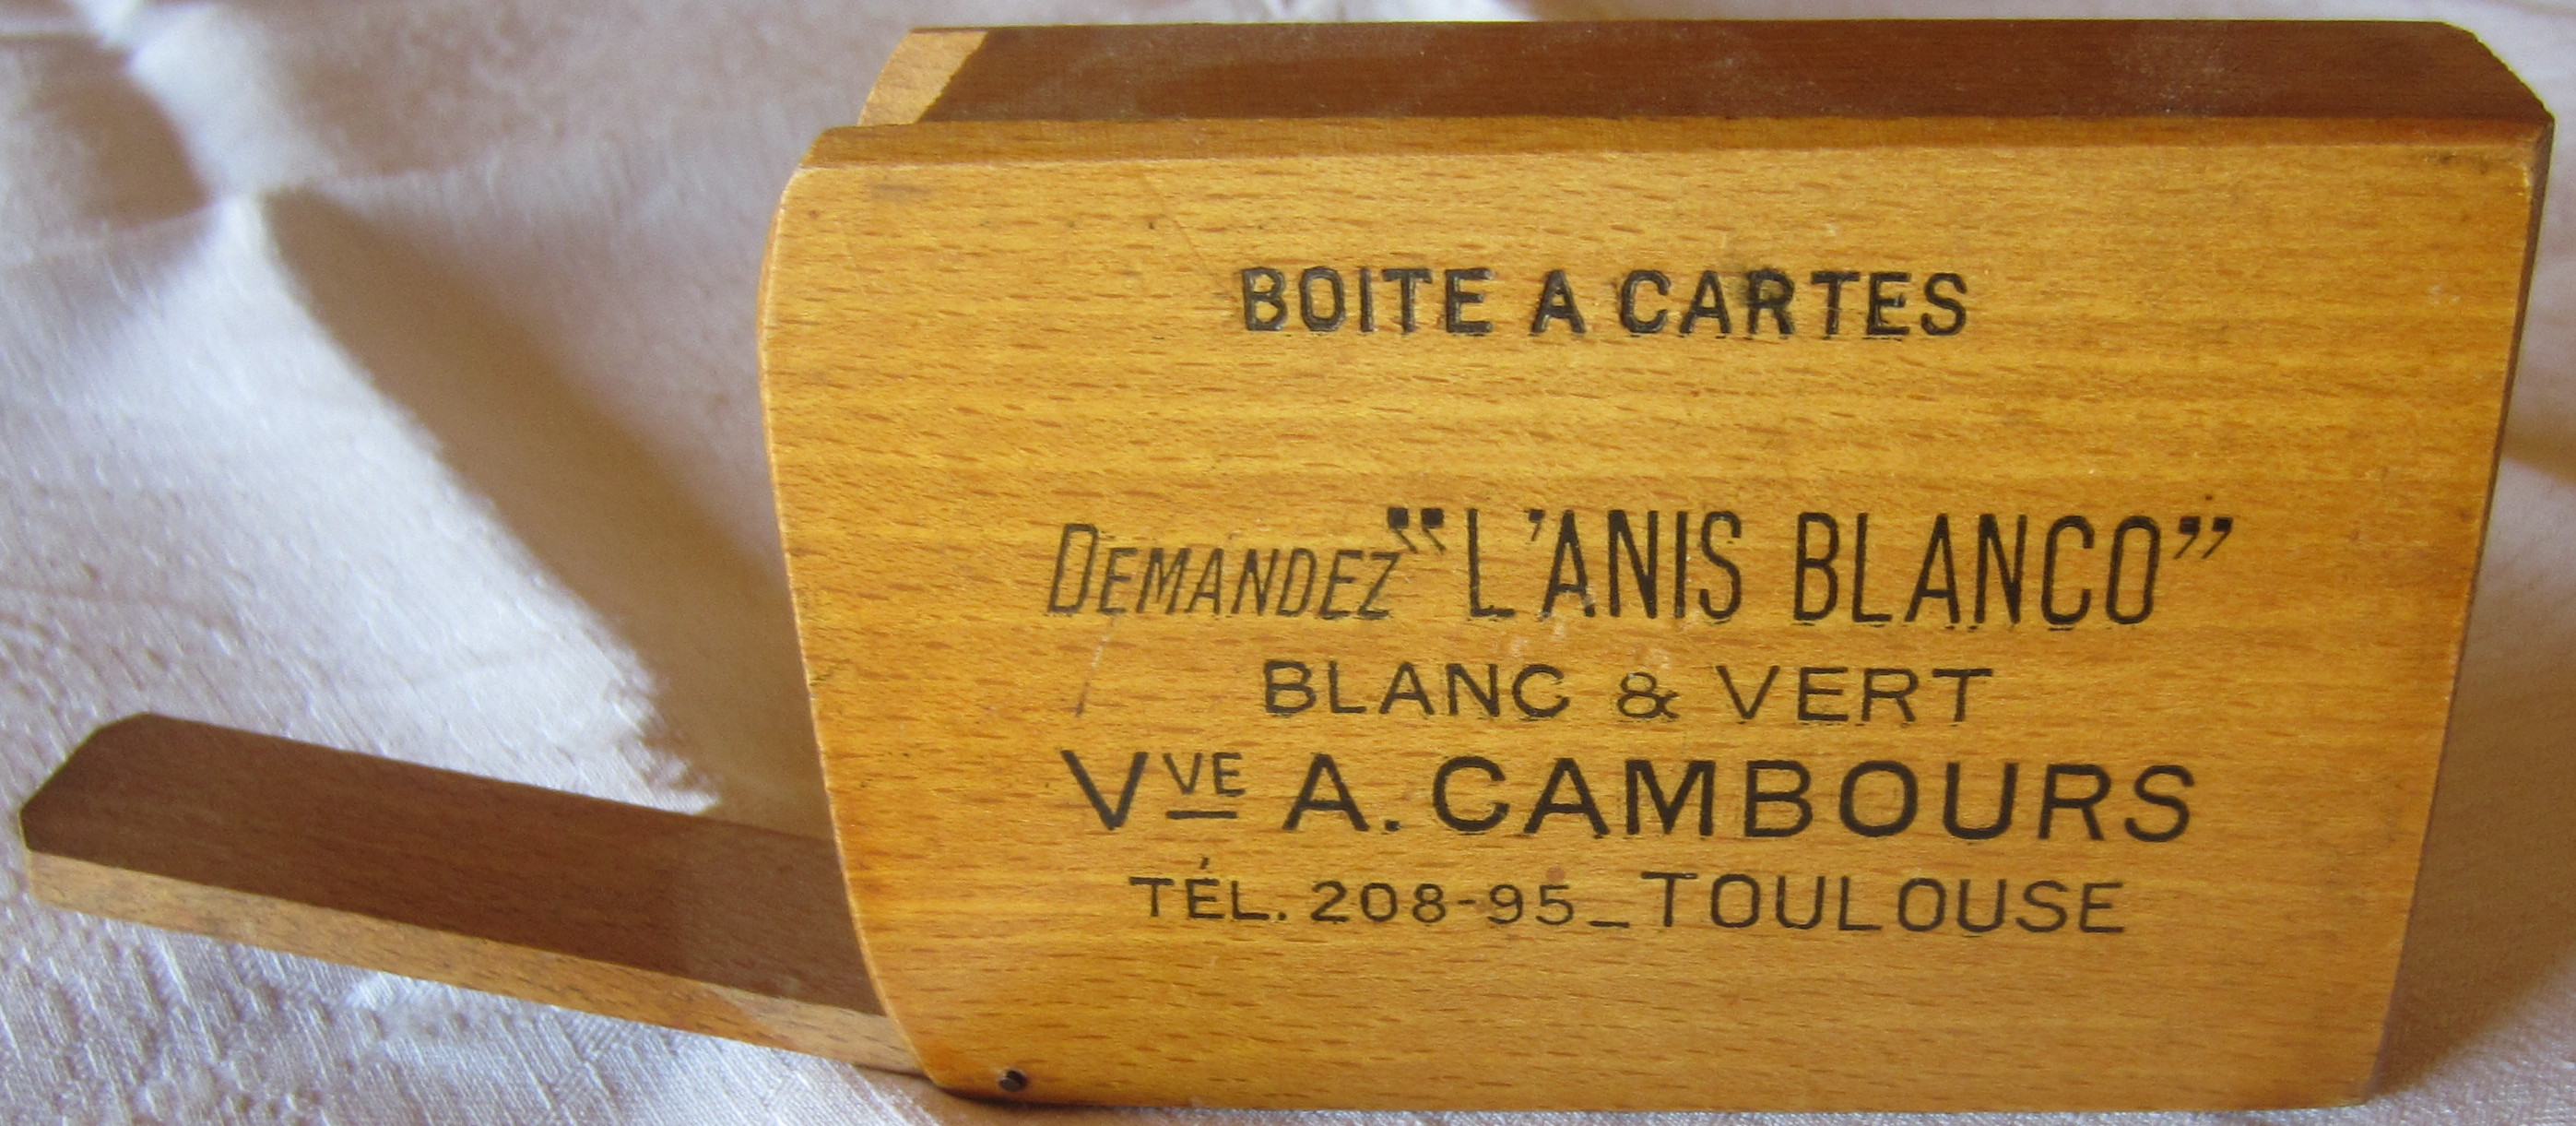 BOITE A CARTES
DEMANDEZ “L’ANIS BLANCO”
BLANC & VERT
VVE A. CAMBOURS
TÉL. 208-95_TOULOUSE